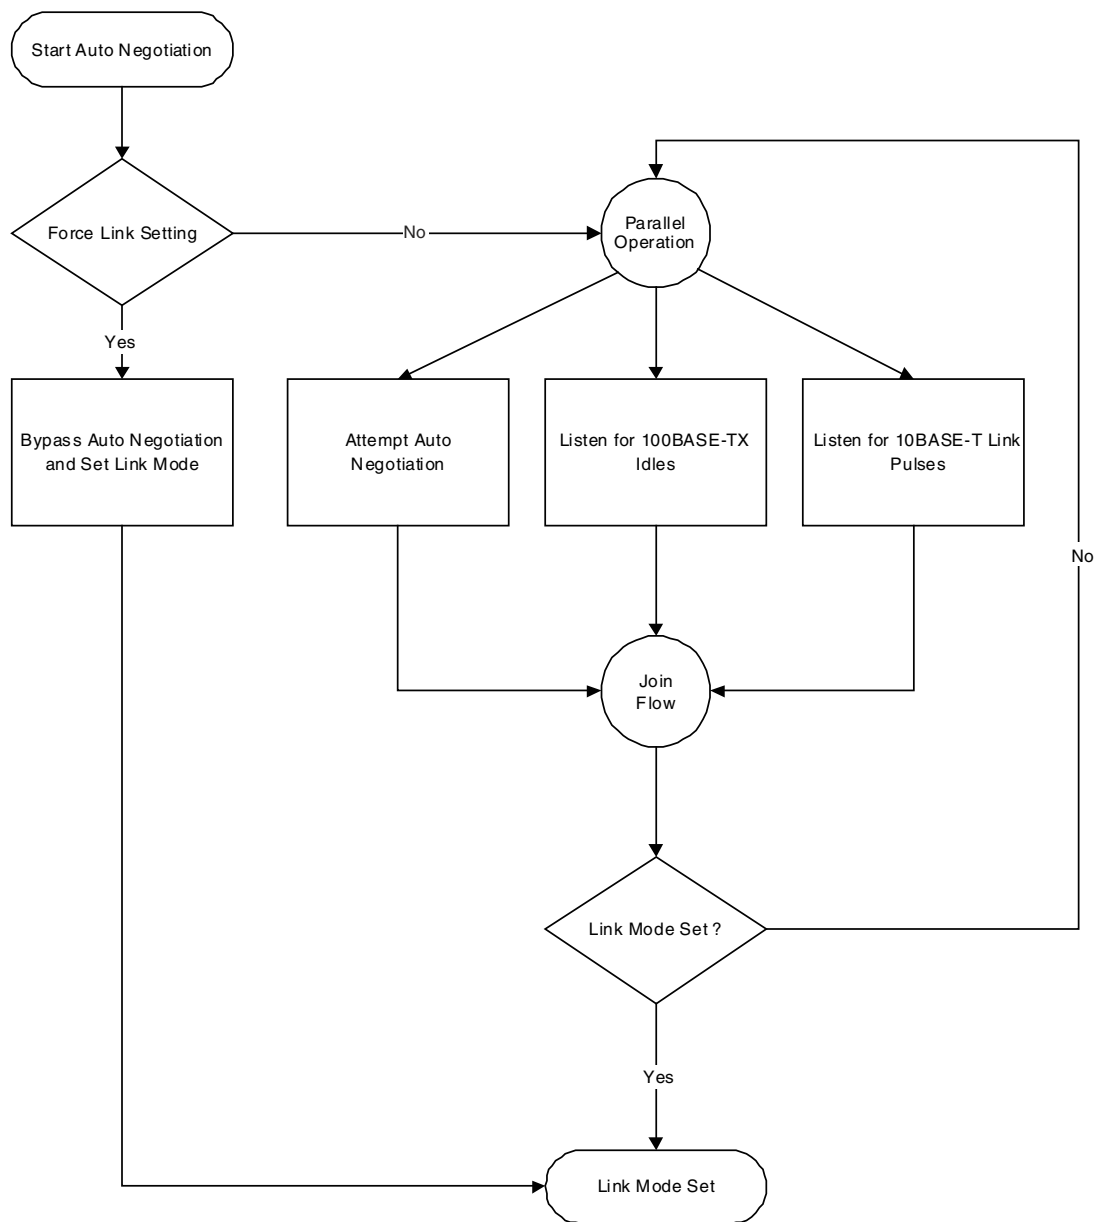 Start Auto Negotiation
Force Link Setting
No
Parallel
Operation
Yes
Bypass Auto Negotiation
and Set Link Mode
Attempt Auto
Negotiation
Listen for 100BASE-TX
Idles
Listen for 10BASE-T Link
Pulses
No
Join
Flow
Link Mode Set ?
Yes
Link Mode Set